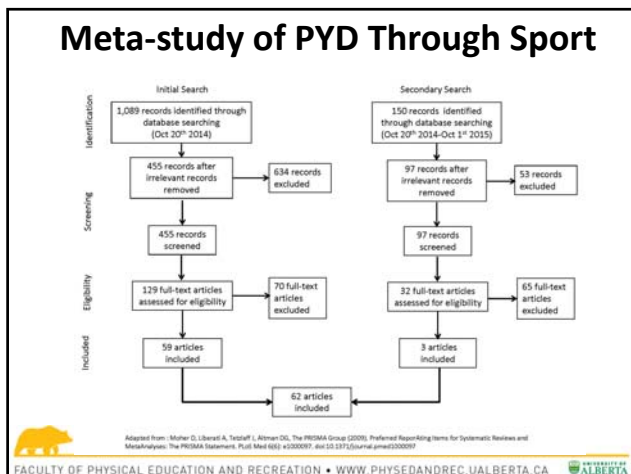 Meta-study of PYD Through Sport
Initial Search
Secondary Search
Identification
1,089 records identified through
database searching
(Oct 20th 2014)
150 records identified
through database searching
(Oct 20th 2014-Oct 1st 2015)
455 records after
irrelevant records
removed
634 records
excluded
97 records after
irrelevant records
removed
53 records
excluded
Screening
455 records
screened
97 records
screened
Eligibility
129 full-text articles
assessed for eligibility
70 full-text
articles
excluded
32 full-text articles
assessed for eligibility
65 full-text
articles
excluded
Included
59 articles
included
3 articles
included
62 articles
included
Adapted from : Moher D, Liberati A, Tetzlaff J, Altman DG, The PRISMA Group (2009). Preferred Reporting Items for Systematic Reviews and
MetaAnalyses: The PRISMA Statement. PLoS Med 6(6): e1000097. doi:10.1371/journal.pmed1000097
FACULTY OF PHYSICAL EDUCATION AND RECREATION • WWW.PHYSEDANDREC.UALBERTA.CA
UNIVERSITY OF
ALBERTA